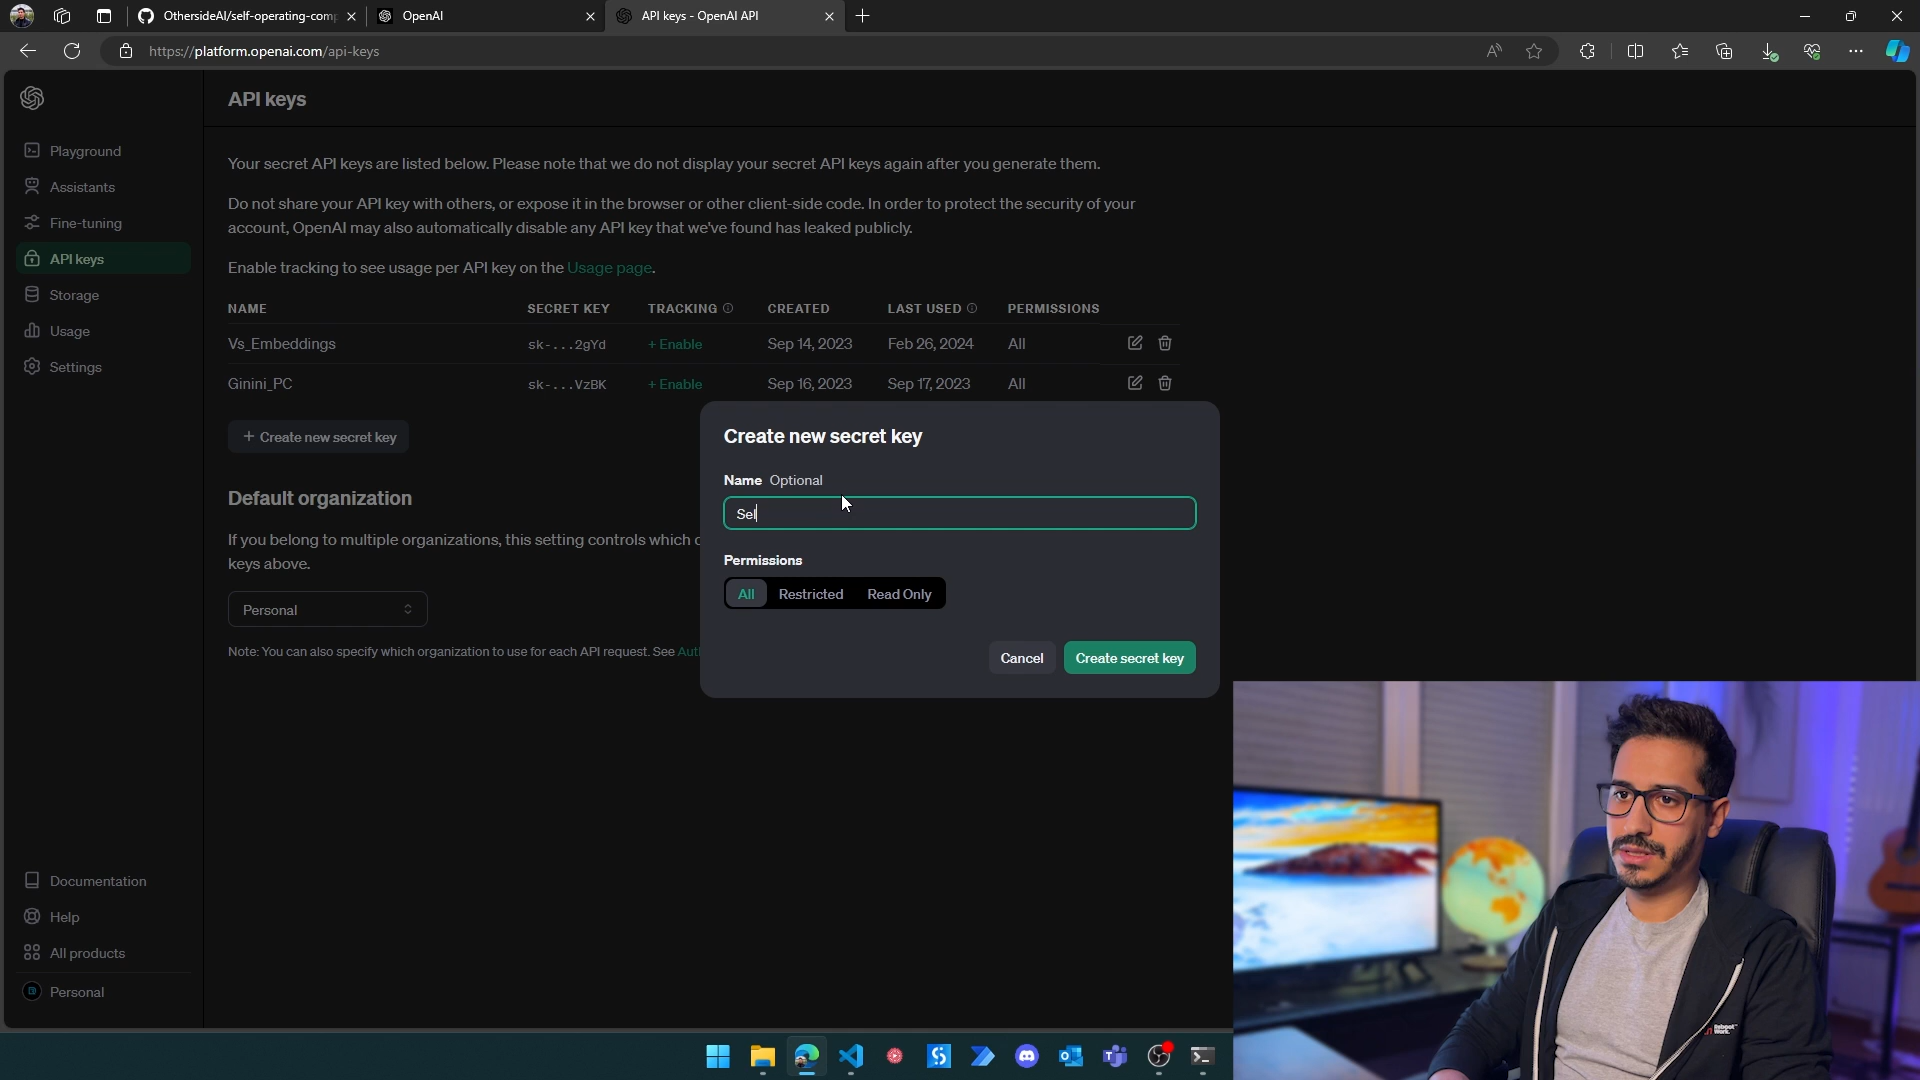 OthersideAI/self-operating-comp
OpenAI
API keys - OpenAI API
https://platform.openai.com/api-keys
API keys
Playground
Assistants
Fine-tuning
API keys
Storage
Usage
Settings
Your secret API keys are listed below. Please note that we do not display your secret API keys again after you generate them.
Do not share your API key with others, or expose it in the browser or other client-side code. In order to protect the security of your
account, OpenAI may also automatically disable any API key that we've found has leaked publicly.
Enable tracking to see usage per API key on the Usage page.
NAME SECRET KEY TRACKING CREATED LAST USED PERMISSIONS
Vs_Embeddings sk-...2gYd + Enable Sep 14, 2023 Feb 26, 2024 All
Ginini_PC sk-...VzBK + Enable Sep 16, 2023 Sep 17, 2023 All
+ Create new secret key
Default organization
If you belong to multiple organizations, this setting controls which
keys above.
Personal
Note: You can also specify which organization to use for each API request. See
Create new secret key
Name Optional
Sel
Permissions
All Restricted Read Only
Cancel Create secret key
Documentation
Help
All products
Personal
Reboot
Work.